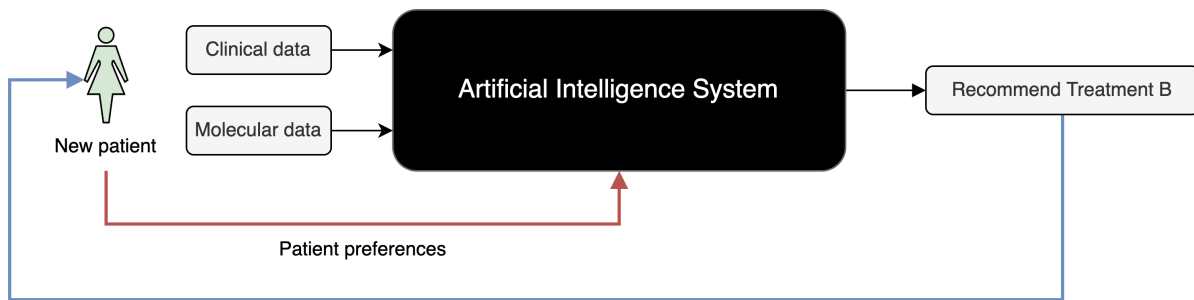 Clinical data
Artificial Intelligence System
Recommend Treatment B
Molecular data
New patient
Patient preferences